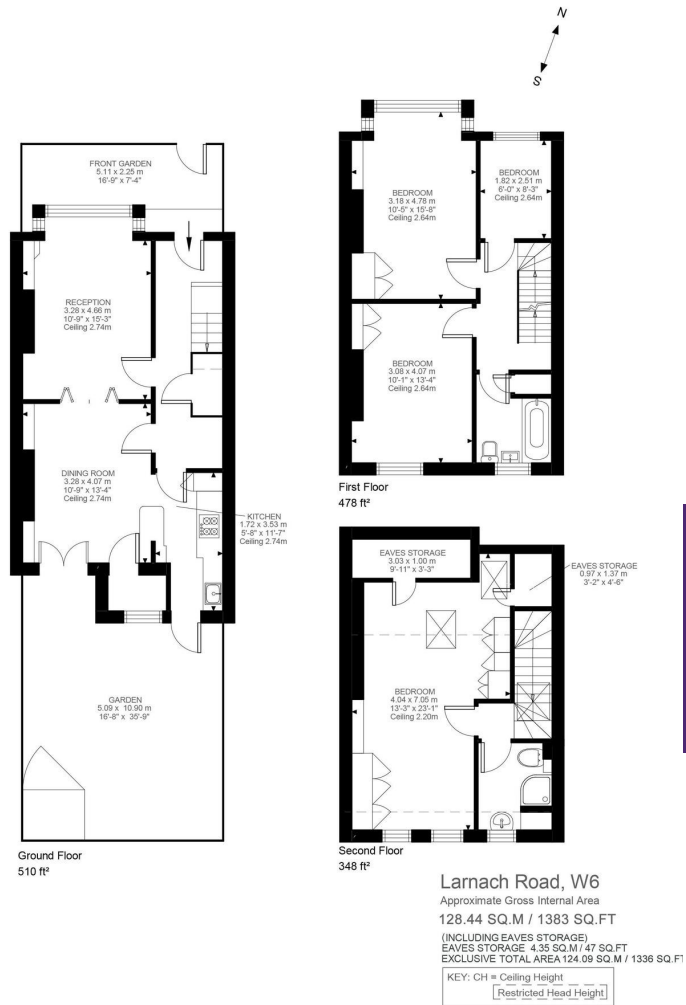 N
S
FRONT GARDEN
5.11 x 2.25 m
16'-9" x 7'-4"
RECEPTION
3.28 x 4.66 m
10'-9" x 15'-3"
Ceiling 2.74m
DINING ROOM
3.28 x 4.07 m
10'-9" x 13'-4"
Ceiling 2.74m
KITCHEN
1.72 x 3.53 m
5'-8" x 11'-7"
Ceiling 2.74m
GARDEN
5.09 x 10.90 m
16'-8" x 35'-9"
Ground Floor
510 ft²
BEDROOM
3.18 x 4.78 m
10'-5" x 15'-8"
Ceiling 2.64m
BEDROOM
1.82 x 2.51 m
6'-0" x 8'-3"
Ceiling 2.64m
BEDROOM
3.08 x 4.07 m
10'-1" x 13'-4"
Ceiling 2.64m
First Floor
478 ft²
EAVES STORAGE
3.03 x 1.00 m
9'-11" x 3'-3"
EAVES STORAGE
0.97 x 1.37 m
3'-2" x 4'-6"
BEDROOM
4.04 x 7.05 m
13'-3" x 23'-1"
Ceiling 2.20m
Second Floor
348 ft²
Larnach Road, W6
Approximate Gross Internal Area
128.44 SQ.M / 1383 SQ.FT
(INCLUDING EAVES STORAGE)
EAVES STORAGE 4.35 SQ.M / 47 SQ.FT
EXCLUSIVE TOTAL AREA 124.09 SQ.M / 1336 SQ.FT
KEY: CH = Ceiling Height
Restricted Head Height